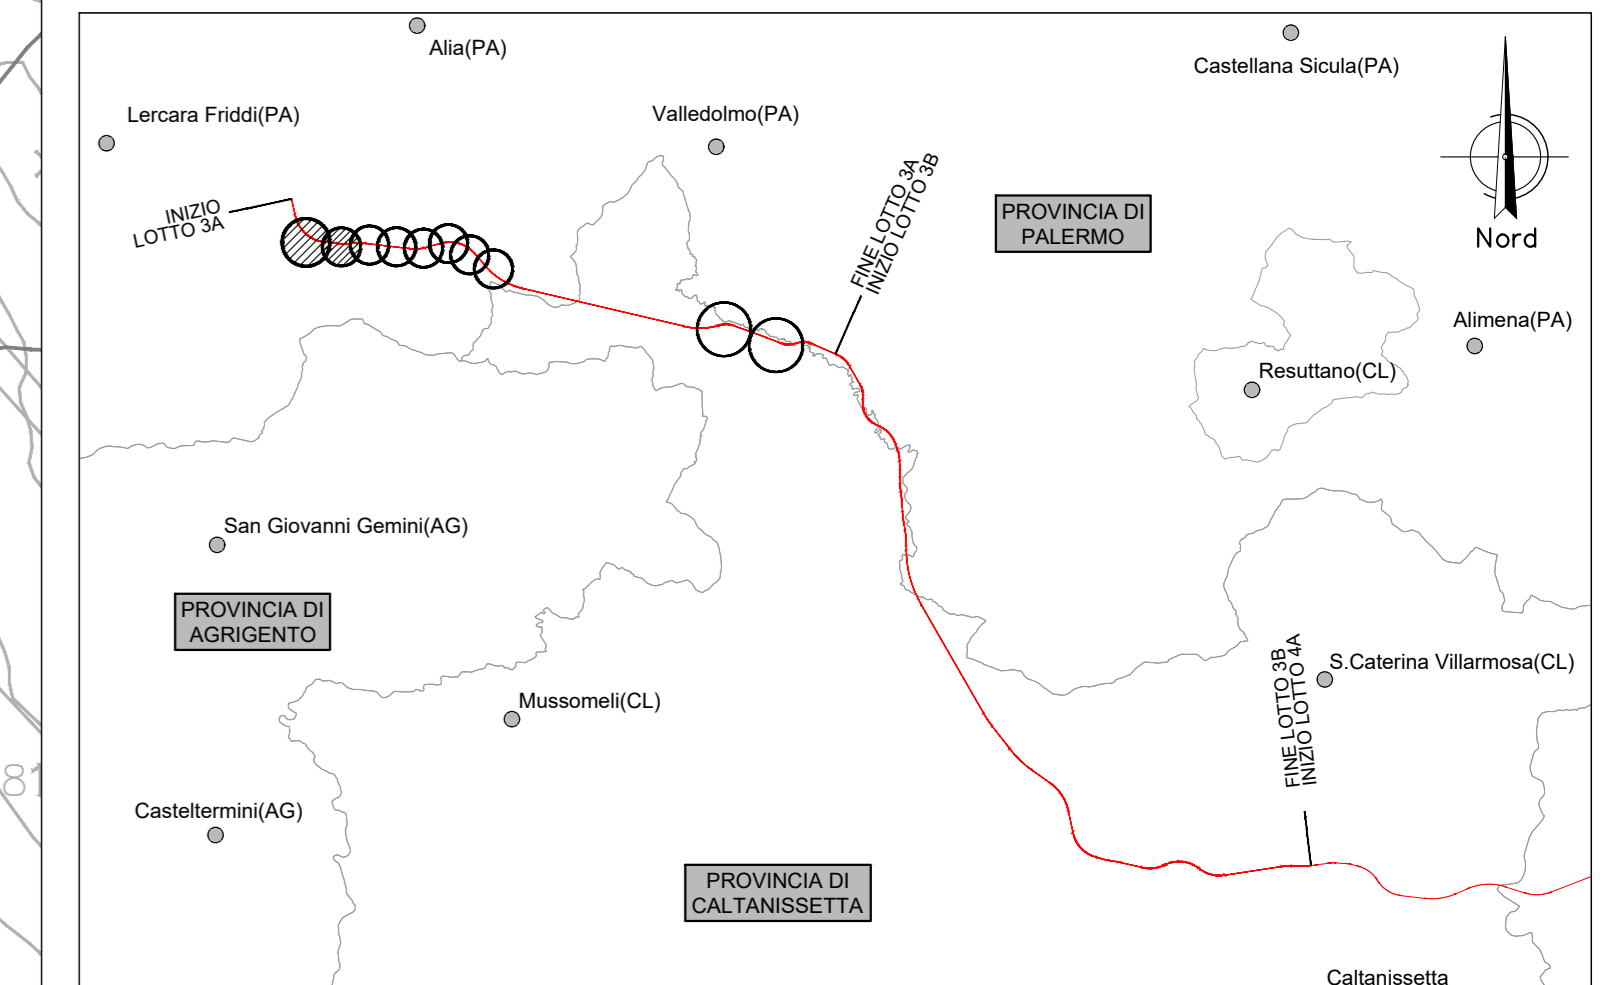 Alia(PA)
Castellana Sicula(PA)
Lercara Friddi(PA)
Valledolmo(PA)
INIZIO
LOTTO 3A
FINE LOTTO 3A
INIZIO LOTTO 3B
PROVINCIA DI
PALERMO
Nord
Alimena(PA)
Resuttano(CL)
San Giovanni Gemini(AG)
PROVINCIA DI
AGRIGENTO
FINE LOTTO 3B
INIZIO LOTTO 4A
S.Caterina Villarmosa(CL)
Mussomeli(CL)
Casteltermini(AG)
PROVINCIA DI
CALTANISSETTA
Caltanissetta